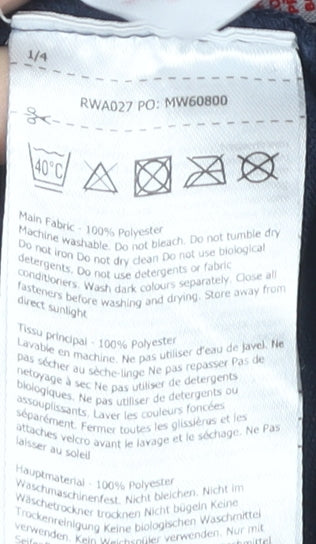 1/4
RWA027 PO: MW60800
40°C
Main Fabric - 100% Polyester
Machine washable. Do not bleach. Do not tumble dry
Do not iron Do not dry clean Do not use biological
detergents. Do not use detergents or fabric
conditioners. Wash dark colours separately. Close all
fasteners before washing and drying. Store away from
direct sunlight
Tissu principal - 100% Polyester
Lavable en machine. Ne pas utiliser d'eau de javel. Ne
pas sécher au sèche-linge Ne pas repasser Pas de
netoyage à sec Ne pas utiliser de detergents
biologiques. Ne pas utiliser de detergents ou
assouplissants. Laver les couleurs foncées
séparément. Fermer toutes les glissièrus et les
attaches velcro avant le lavage et le séchage. Ne Pas
laisser au soleil
Hauptmaterial - 100% Polyester
Waschmaschinenfest. Nicht bleichen. Nicht im
Wäschetrockner trocknen Nicht bügeln Keine
Trockenreinigung Keine biologischen Waschmittel
verwenden. Kein Weichspüler verwenden. Nur mit